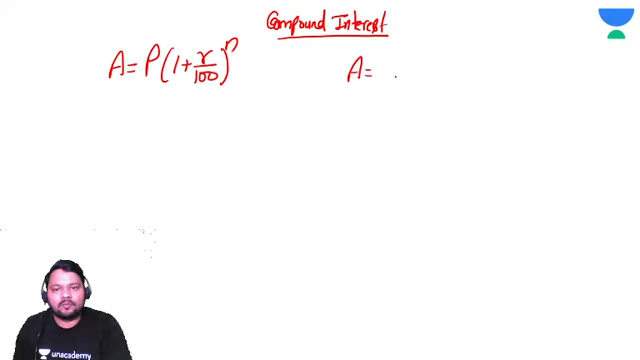 Compound Interest
A = P(1 + r/100)^n
A =
unacademy